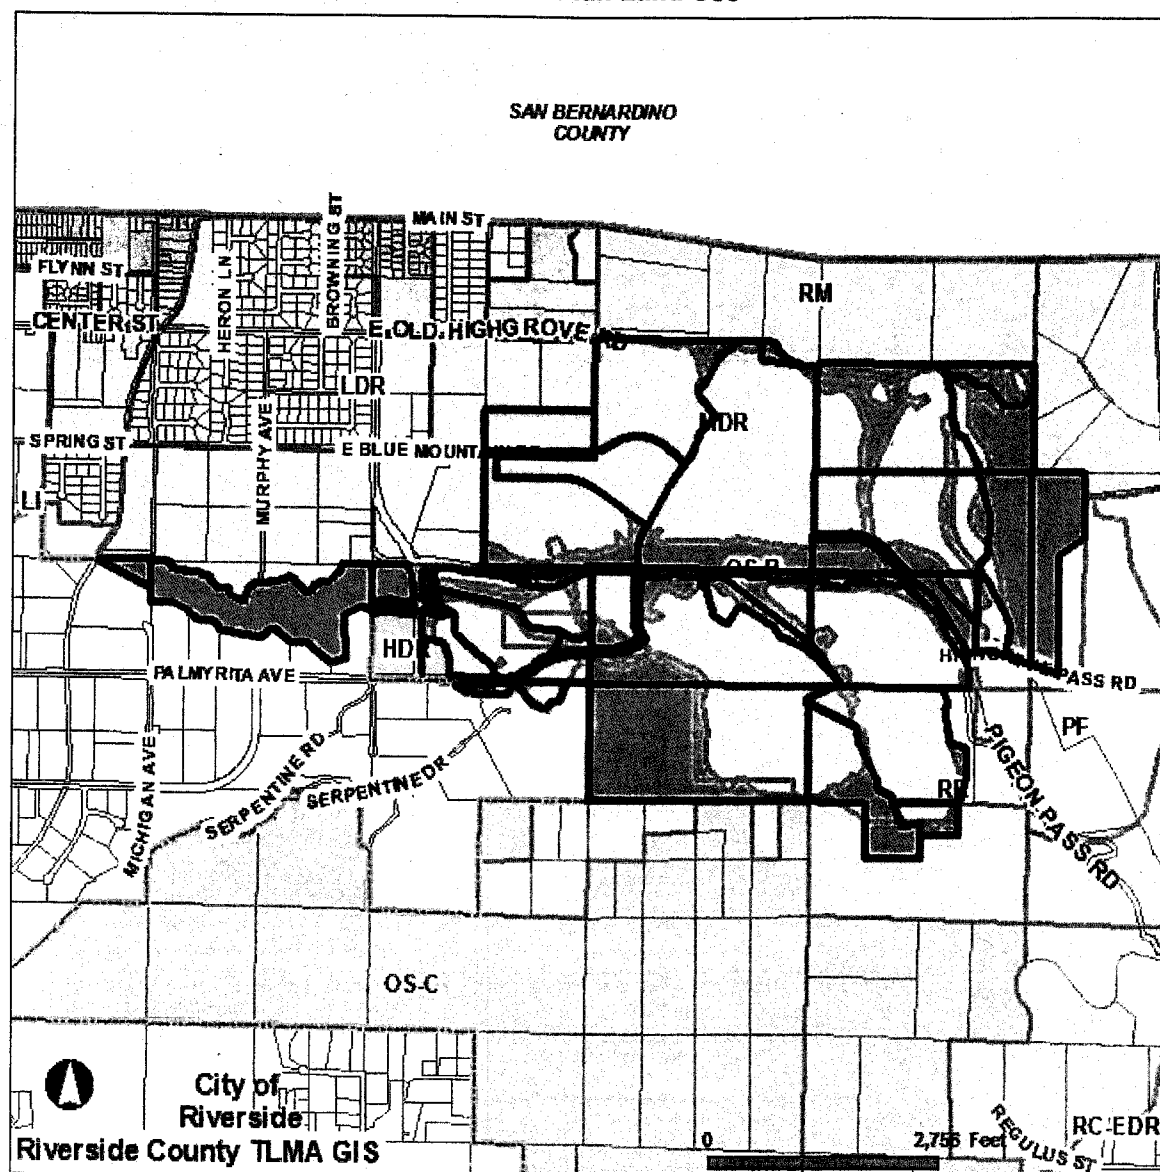 SAN BERNARDINO
COUNTY
MAIN ST
BROWNING ST
FLYNN ST
HERON LN
RM
CENTER ST
E OLD HIGHGROVE RD
LDR
MDR
MURPHY AVE
SPRING ST
E BLUE MOUNTA
LI
OS-R
HDR
PALMYRITA AVE
PASS RD
PF
PIGEON PASS RD
SERPENTINE RD
SERPENTINE DR
MICHIGAN AVE
OS-C
City of
Riverside
Riverside County TLMA GIS
0
2,756 Feet
REGULUS ST
RC-EDR